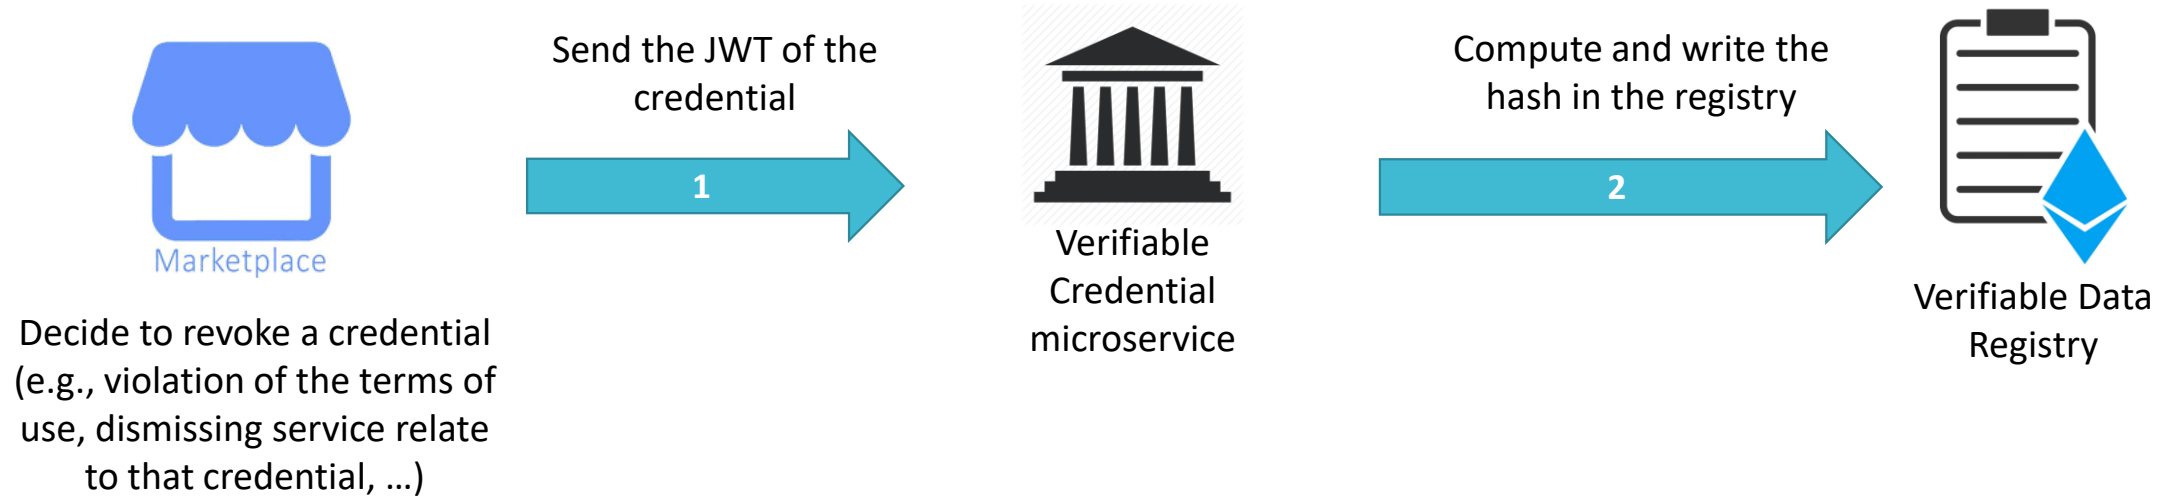 Marketplace
Decide to revoke a credential
(e.g., violation of the terms of
use, dismissing service relate
to that credential, …)
Send the JWT of the
credential
1
Verifiable
Credential
microservice
Compute and write the
hash in the registry
2
Verifiable Data
Registry